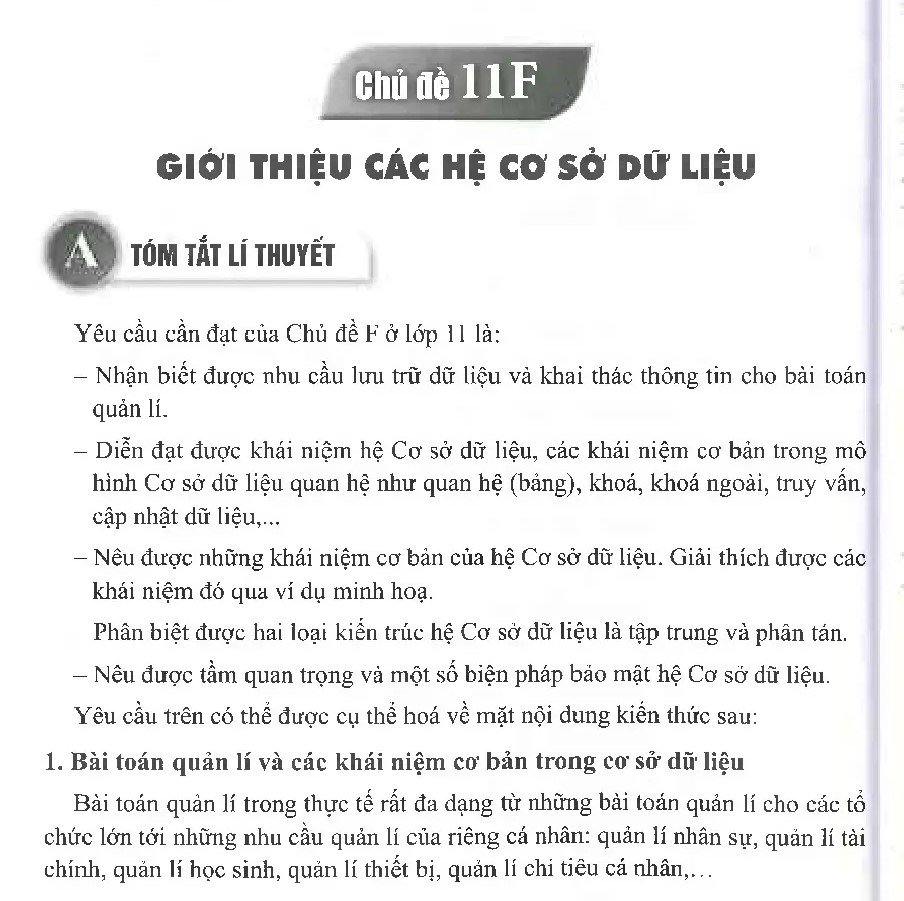 Chủ đề 11F
GIỚI THIỆU CÁC HỆ CƠ SỞ DỮ LIỆU
A TÓM TẮT LÍ THUYẾT
Yêu cầu cần đạt của Chủ đề F ở lớp 11 là:
– Nhận biết được nhu cầu lưu trữ dữ liệu và khai thác thông tin cho bài toán
quản lí.
– Diễn đạt được khái niệm hệ Cơ sở dữ liệu, các khái niệm cơ bản trong mô
hình Cơ sở dữ liệu quan hệ như quan hệ (bảng), khoá, khoá ngoài, truy vấn,
cập nhật dữ liệu,...
– Nêu được những khái niệm cơ bản của hệ Cơ sở dữ liệu. Giải thích được các
khái niệm đó qua ví dụ minh hoạ.
Phân biệt được hai loại kiến trúc hệ Cơ sở dữ liệu là tập trung và phân tán.
– Nêu được tầm quan trọng và một số biện pháp bảo mật hệ Cơ sở dữ liệu.
Yêu cầu trên có thể được cụ thể hoá về mặt nội dung kiến thức sau:
1. Bài toán quản lí và các khái niệm cơ bản trong cơ sở dữ liệu
Bài toán quản lí trong thực tế rất đa dạng từ những bài toán quản lí cho các tổ
chức lớn tới những nhu cầu quản lí của riêng cá nhân: quản lí nhân sự, quản lí tài
chính, quản lí học sinh, quản lí thiết bị, quản lí chi tiêu cá nhân,...